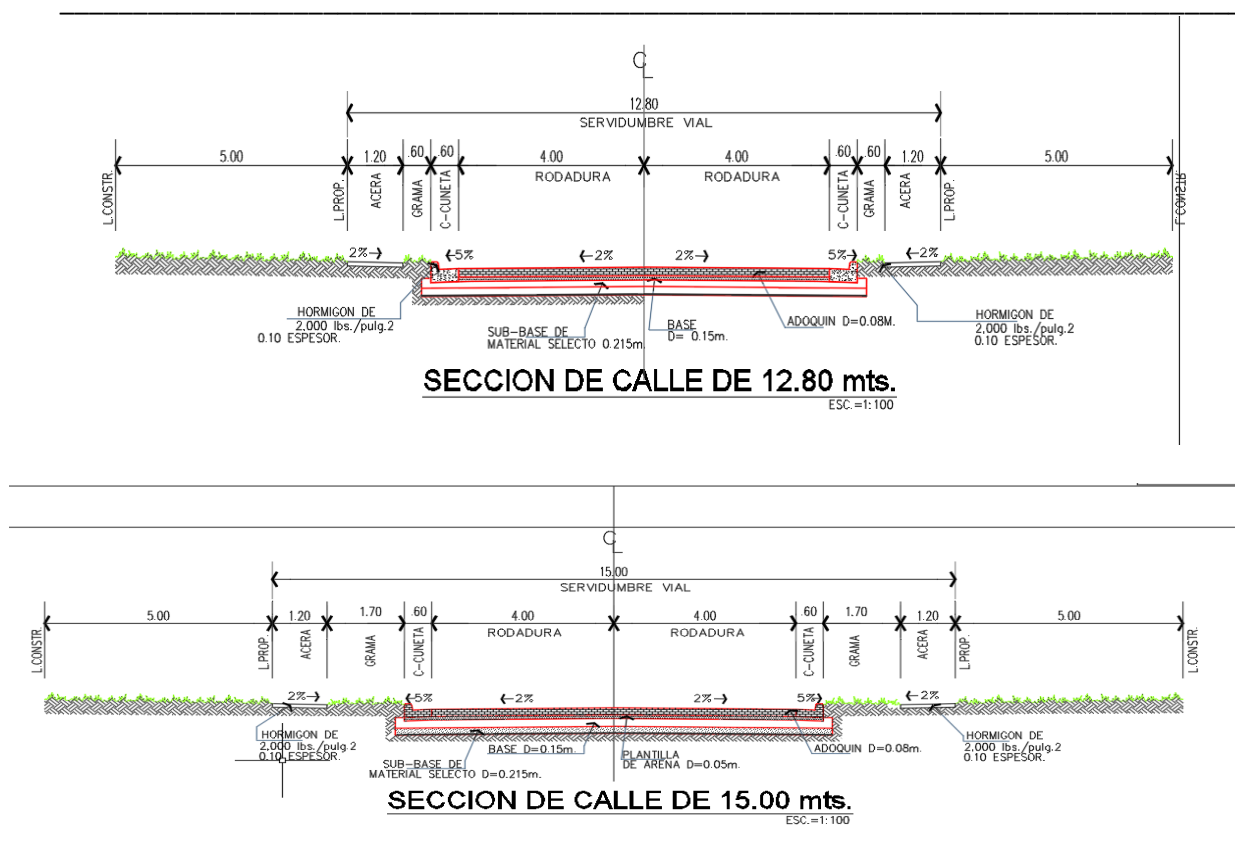 C L
12.80
SERVIDUMBRE VIAL
5.00 1.20 .60 .60 4.00 4.00 .60 .60 1.20 5.00
RODADURA RODADURA
L.CONSTR. L.PROP. ACERA GRAMA C-CUNETA C-CUNETA GRAMA ACERA L.PROP. L.CONSTR.
2% 5% 2% 2% 5% 2%
HORMIGON DE
2,000 lbs./pulg.2
0.10 ESPESOR.
SUB-BASE DE
MATERIAL SELECTO 0.215m.
BASE
D= 0.15m.
ADOQUIN D=0.08M.
HORMIGON DE
2,000 lbs./pulg.2
0.10 ESPESOR.
SECCION DE CALLE DE 12.80 mts.
ESC.=1:100
C L
15.00
SERVIDUMBRE VIAL
5.00 1.20 1.70 .60 4.00 4.00 .60 1.70 1.20 5.00
RODADURA RODADURA
L.CONSTR. L.PROP. ACERA GRAMA C-CUNETA C-CUNETA GRAMA ACERA L.PROP. L.CONSTR.
2% 5% 2% 2% 5% 2%
HORMIGON DE
2,000 lbs./pulg.2
0.10 ESPESOR.
SUB-BASE DE
MATERIAL SELECTO D=0.215m.
BASE D=0.15m.
PLANTILLA
DE ARENA D=0.05m.
ADOQUIN D=0.08M.
HORMIGON DE
2,000 lbs./pulg.2
0.10 ESPESOR.
SECCION DE CALLE DE 15.00 mts.
ESC.=1:100